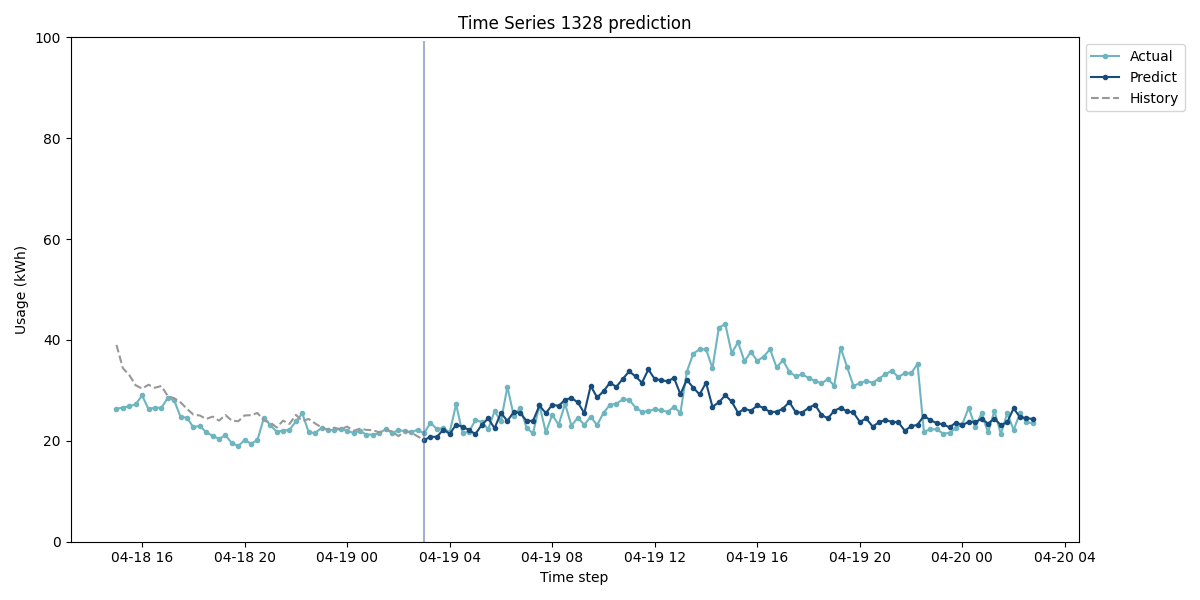 Time Series 1328 prediction
100
80
60
40
20
0
Usage (kWh)
04-18 16
04-18 20
04-19 00
04-19 04
04-19 08
04-19 12
04-19 16
04-19 20
04-20 00
04-20 04
Time step
Actual
Predict
History